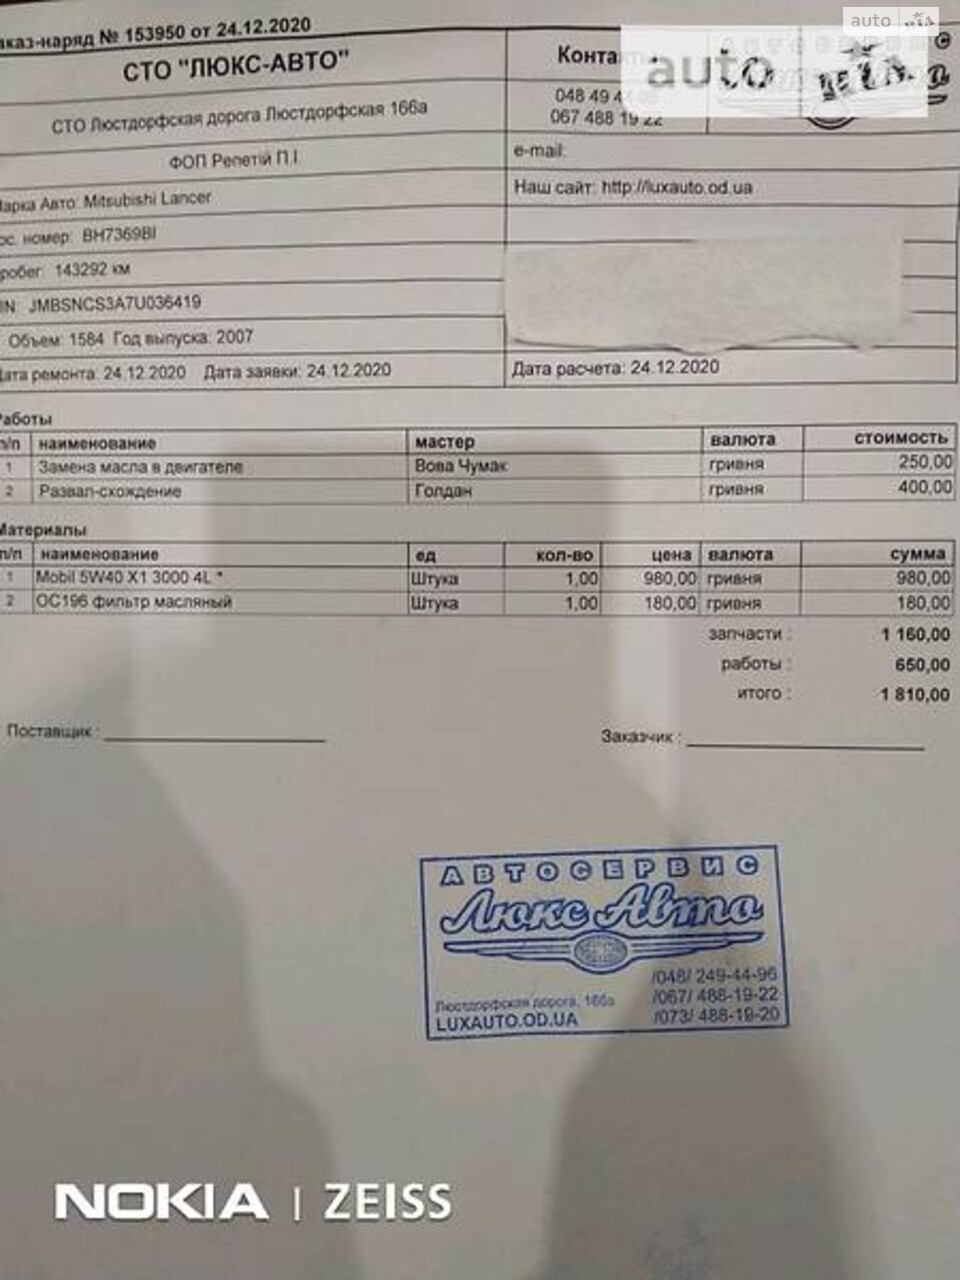 аказ-наряд № 153950 от 24.12.2020
СТО "ЛЮКС-АВТО"
Конта
СТО Люстдорфская дорога Люстдорфская 166а
048 49 4
067 488 19 22
ФОП Репетій П.І.
e-mail:
арка Авто: Mitsubishi Lancer
Наш сайт: http://luxauto.od.ua
ос. номер: BH7369BI
робег: 143292 км
IN: JMBSNCS3A7U036419
Объем: 1584 Год выпуска: 2007
ата ремонта: 24.12.2020 Дата заявки: 24.12.2020
Дата расчета: 24.12.2020
Работы
п/п наименование мастер валюта стоимость
1 Замена масла в двигателе Вова Чумак гривня 250,00
2 Развал-схождение Голдан гривня 400,00
Материалы
п/п наименование ед кол-во цена валюта сумма
1 Mobil 5W40 X1 3000 4L * Штука 1,00 980,00 гривня 980,00
2 ОС196 фильтр масляный Штука 1,00 180,00 гривня 180,00
запчасти : 1 160,00
работы : 650,00
итого : 1 810,00
Поставщик :
Заказчик :
АВТОСЕРВИС
Люкс Авто
/048/ 249-44-96
/067/ 488-19-22
/073/ 488-19-20
Люстдорфская дорога, 166а
LUXAUTO.OD.UA
NOKIA | ZEISS
auto RIA
auto RIA